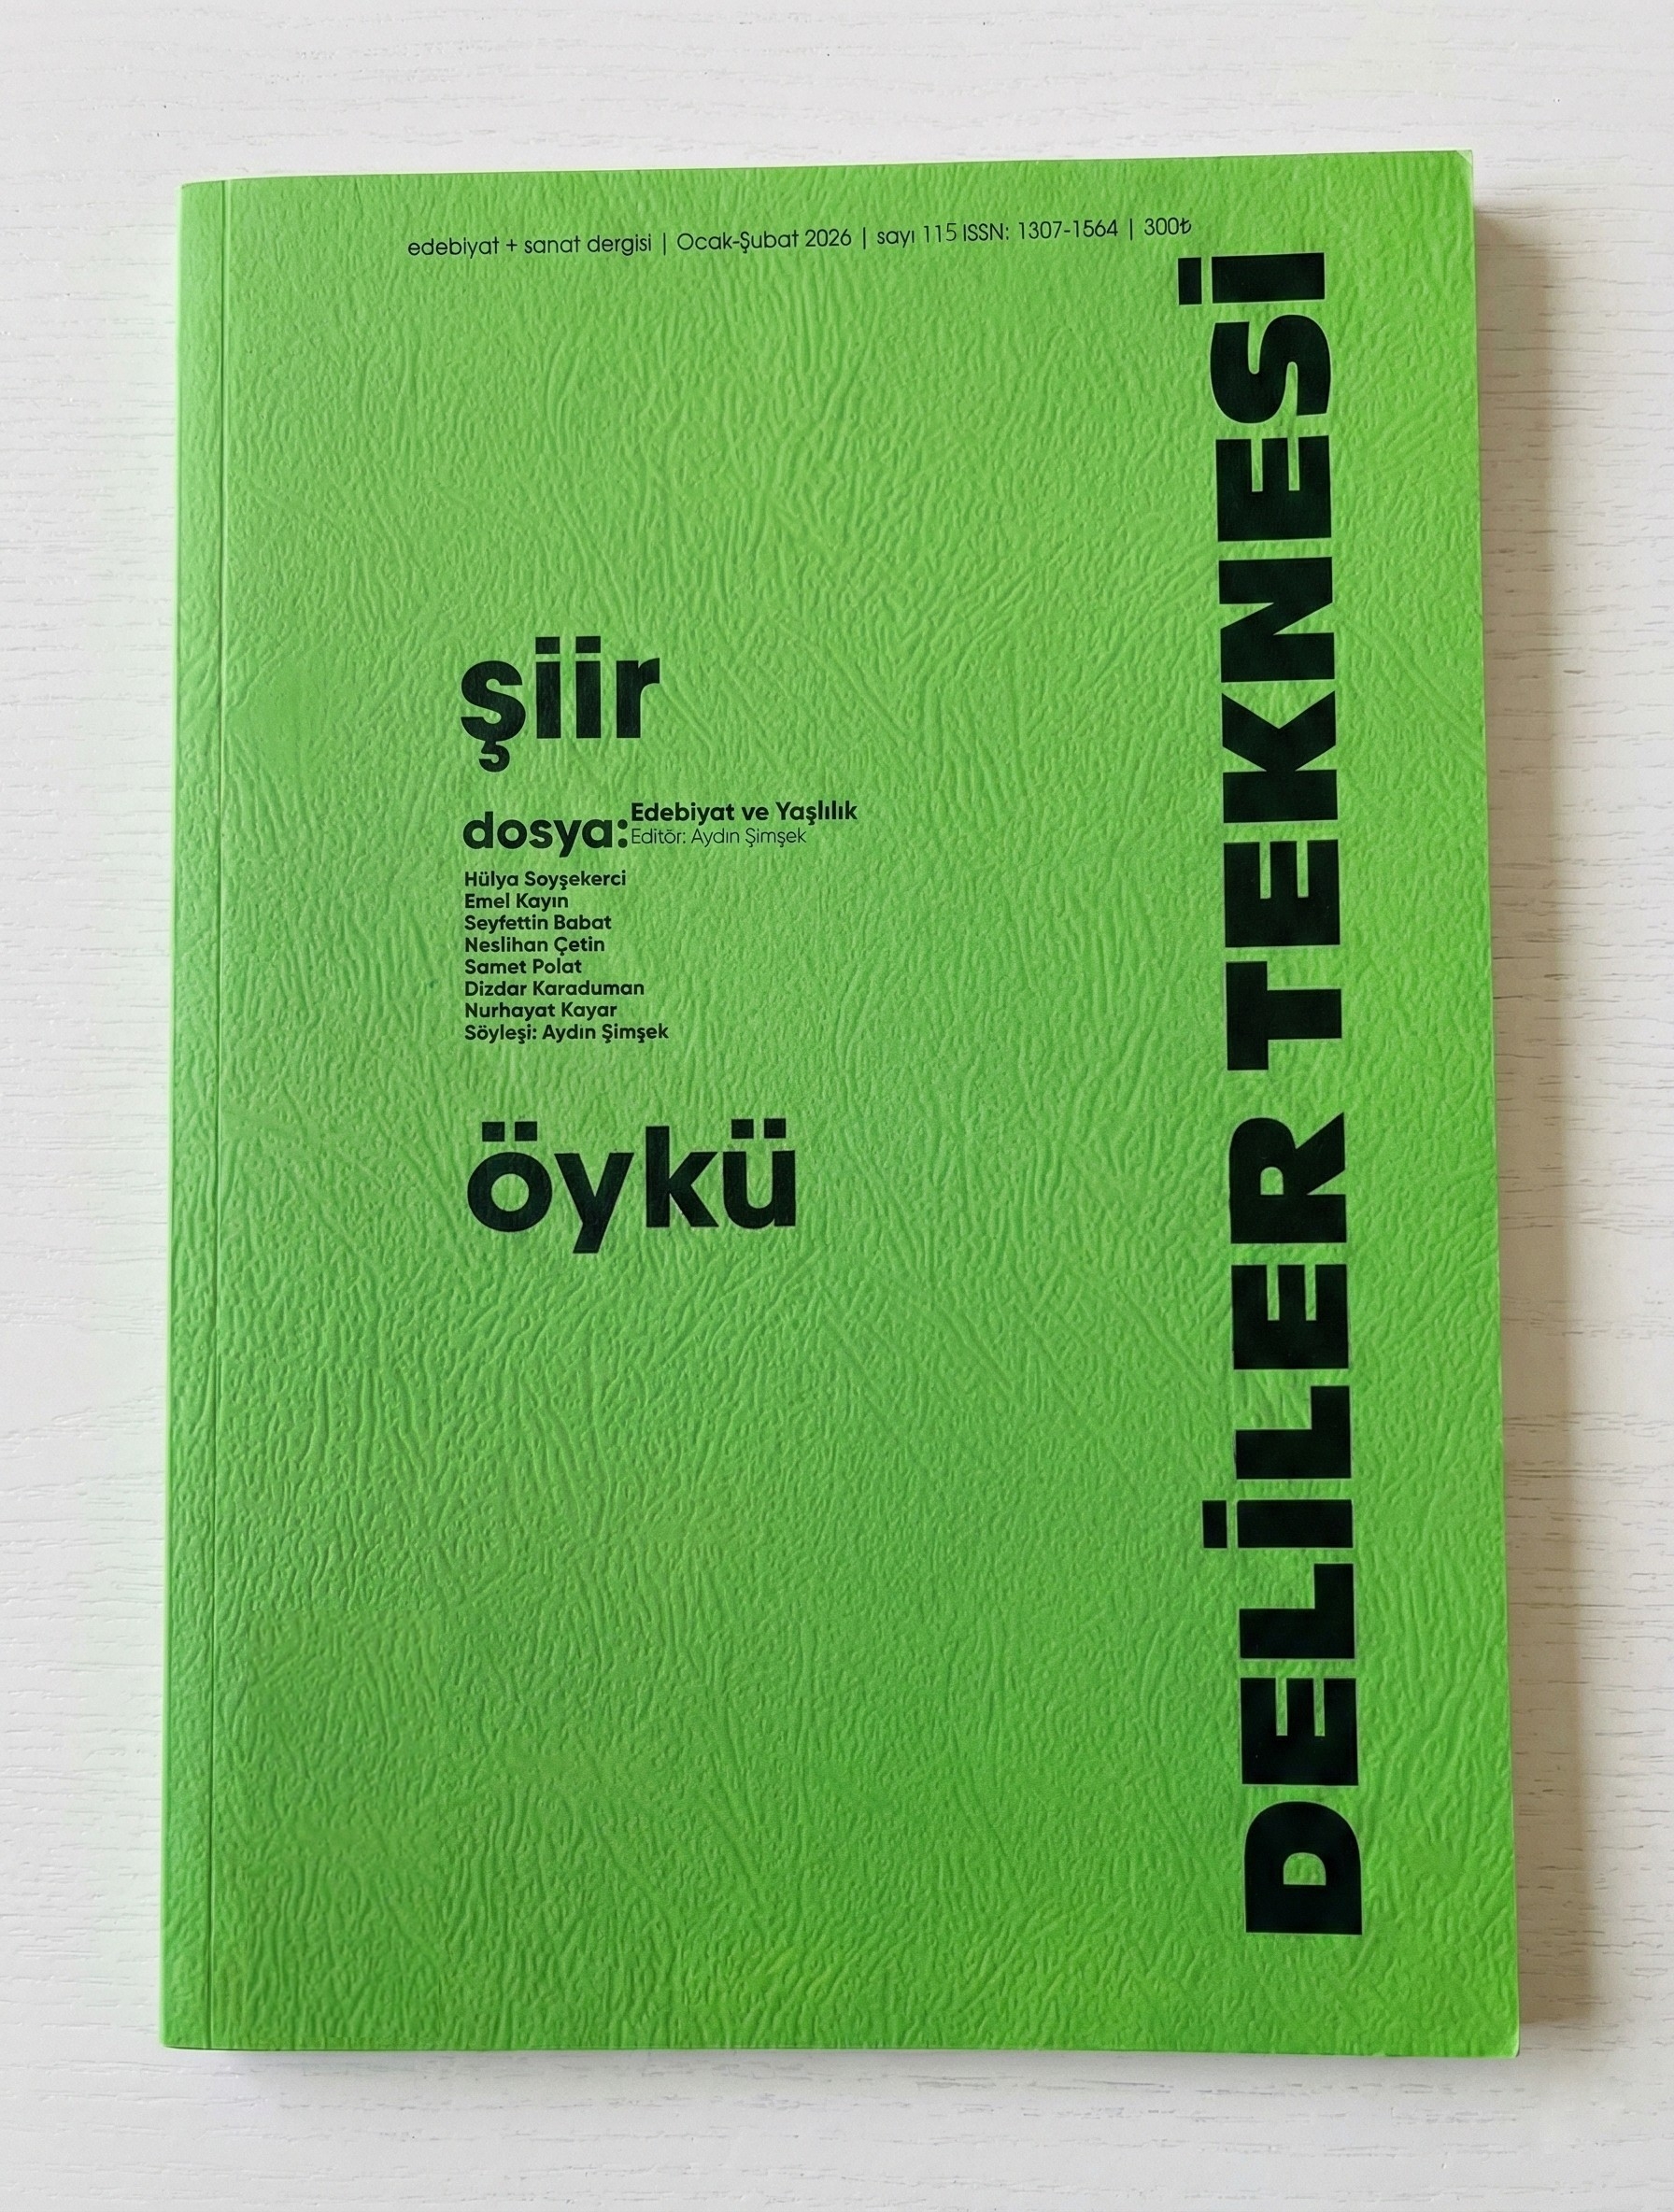 edebiyat + sanat dergisi | Ocak-Şubat 2026 | sayı 115 ISSN: 1307-1564 | 300₺
DELİLER TEKNESİ
şiir
dosya: Edebiyat ve Yaşlılık
Editör: Aydın Şimşek
Hülya Soyşekerci
Emel Kayın
Seyfettin Babat
Neslihan Çetin
Samet Polat
Dizdar Karaduman
Nurhayat Kayar
Söyleşi: Aydın Şimşek
öykü